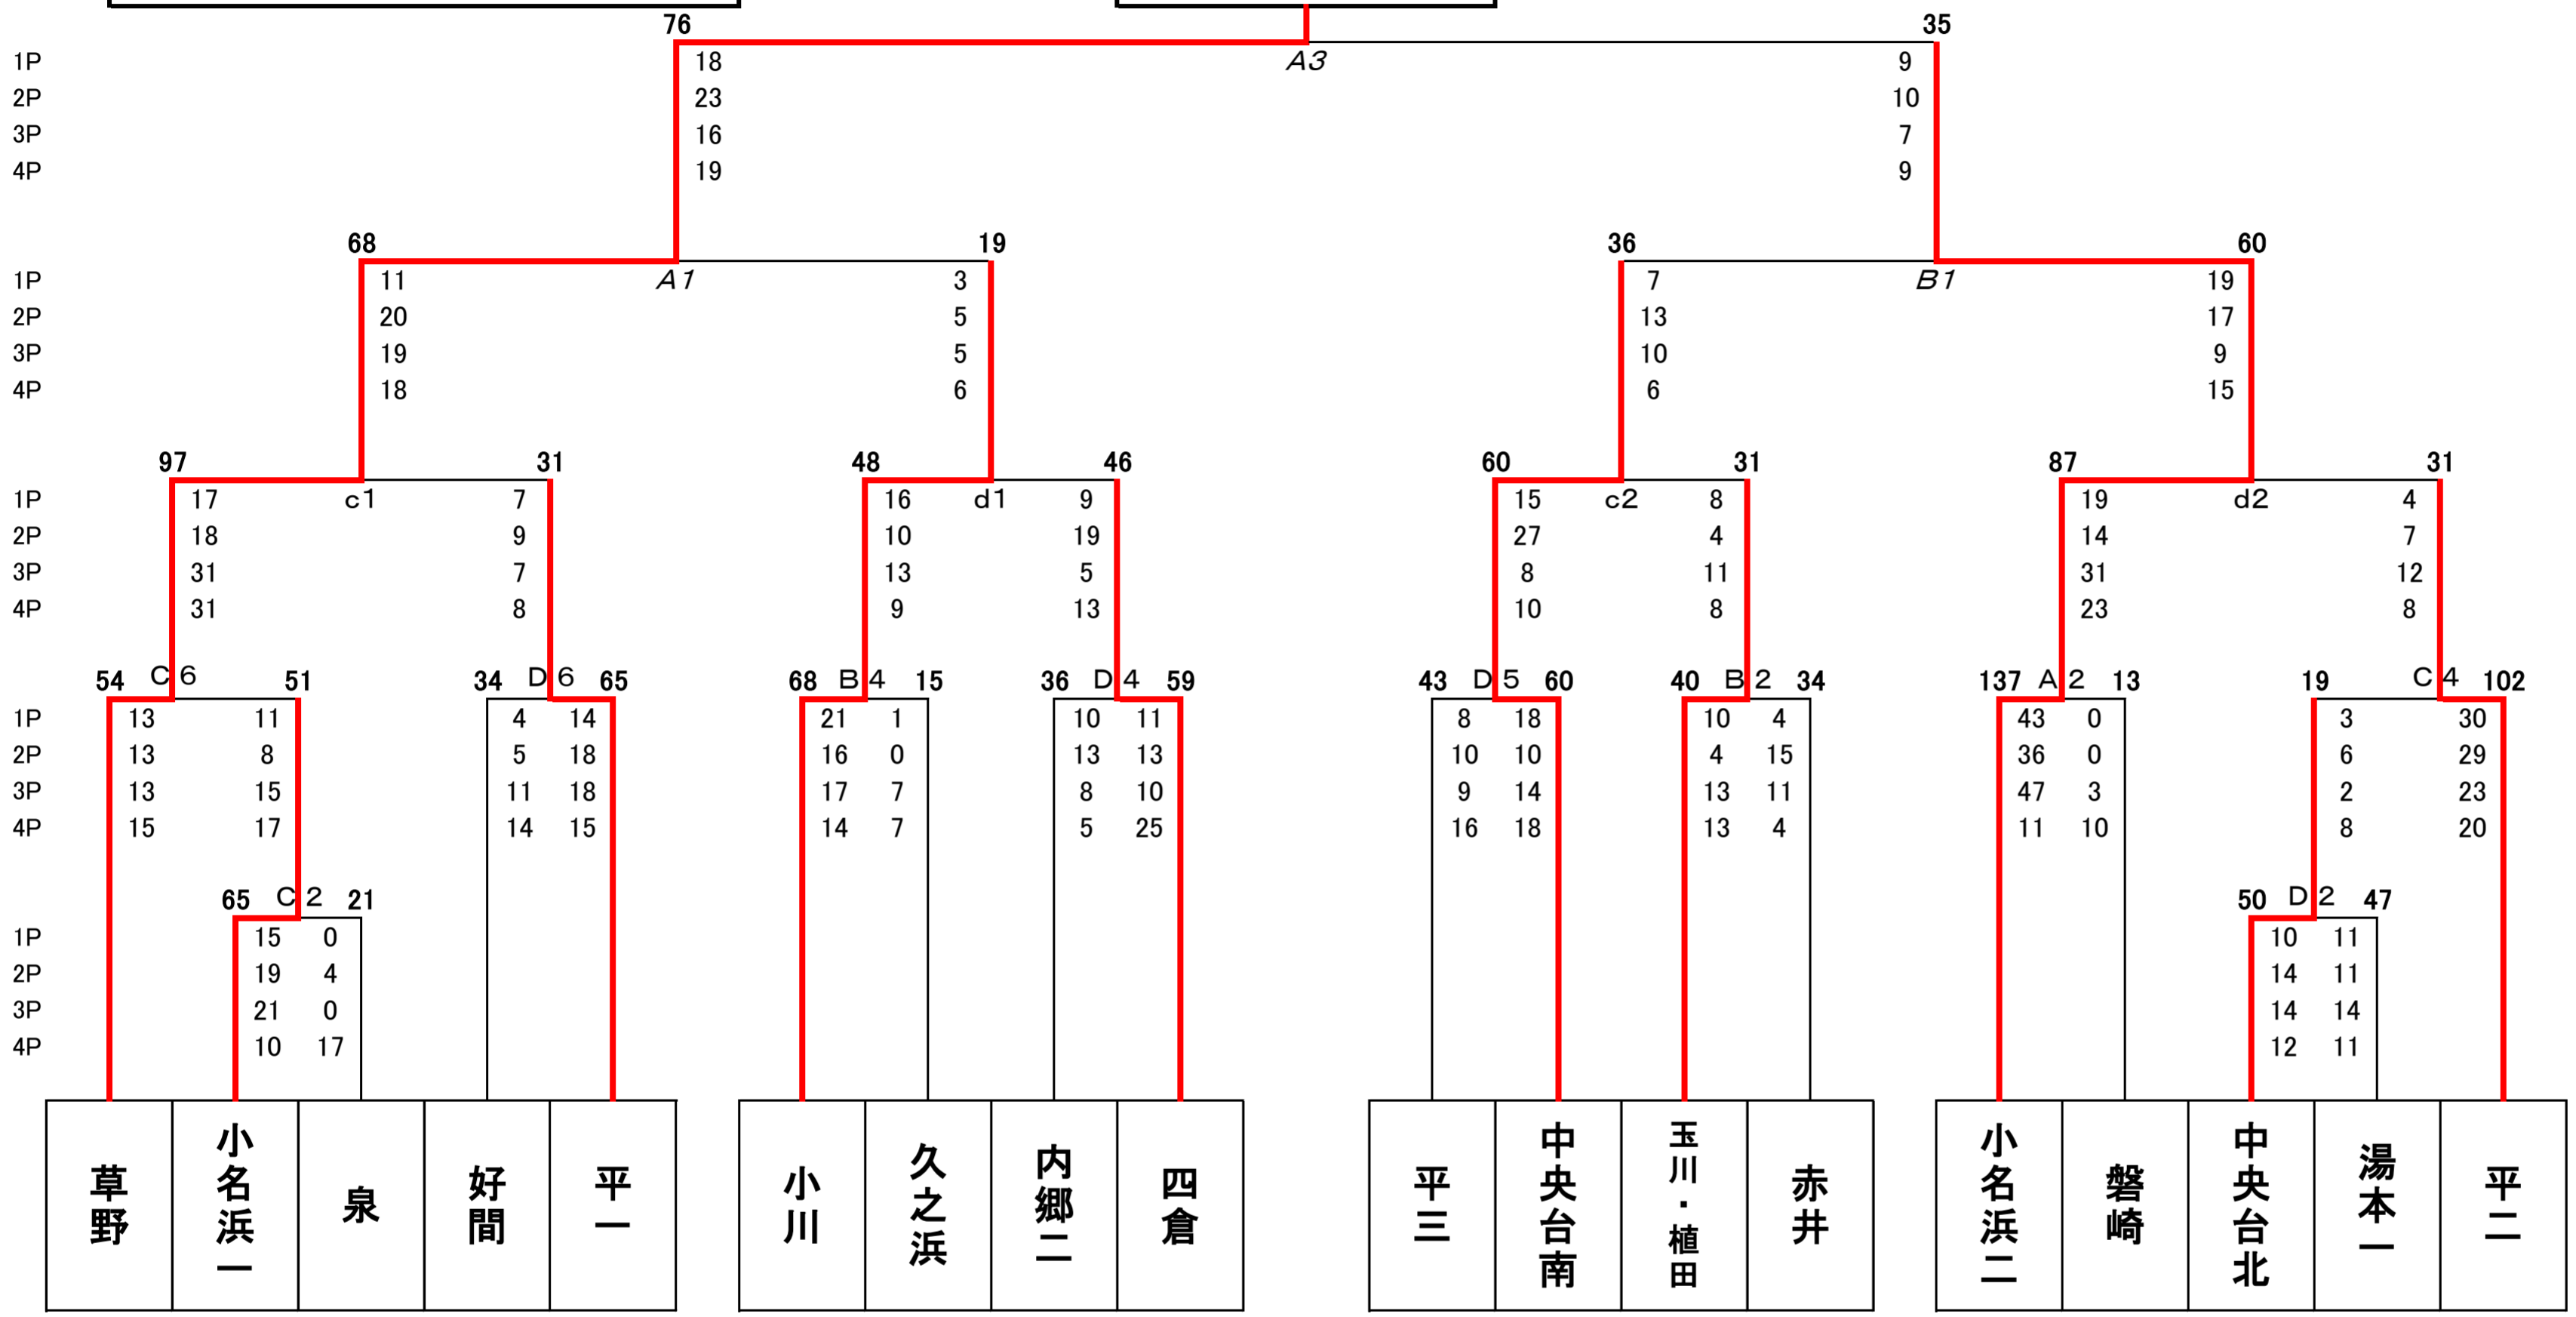 76 35
1P 18 A3 9
2P 23 10
3P 16 7
4P 19 9
68 19 36 60
1P 11 A1 3 7 B1 19
2P 20 5 13 17
3P 19 5 10 9
4P 18 6 6 15
97 31 48 46 60 31 87 31
1P 17 c1 7 16 d1 9 15 c2 8 19 d2 4
2P 18 9 10 19 27 4 14 7
3P 31 7 13 5 8 11 31 12
4P 31 8 9 13 10 8 23 8
54 C6 51 34 D6 65 68 B4 15 36 D4 59 43 D5 60 40 B2 34 137 A2 13 19 C4 102
1P 13 11 4 14 21 1 10 11 8 18 10 4 43 0 3 30
2P 13 8 5 18 16 0 13 13 10 10 4 15 36 0 6 29
3P 13 15 11 18 17 7 8 10 9 14 13 11 47 3 2 23
4P 15 17 14 15 14 7 5 25 16 18 13 4 11 10 8 20
65 C2 21 50 D2 47
1P 15 0 10 11
2P 19 4 14 11
3P 21 0 14 14
4P 10 17 12 11
草野
小名浜一
泉
好間
平一
小川
久之浜
内郷二
四倉
平三
中央台南
玉川・植田
赤井
小名浜二
磐崎
中央台北
湯本一
平二